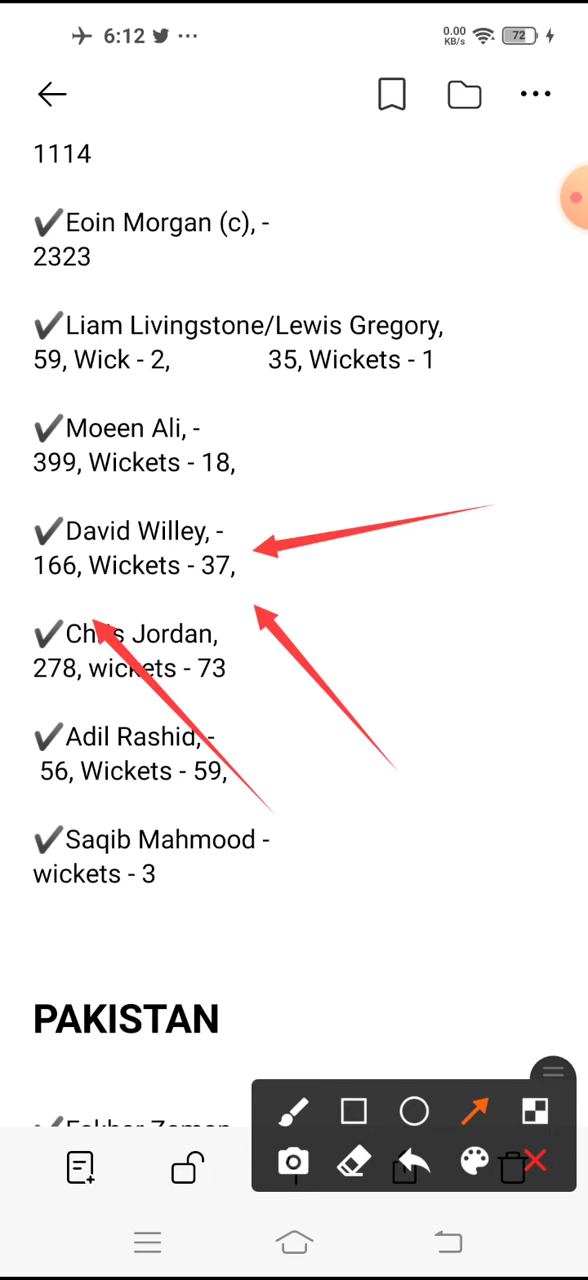 6:12
0.00
KB/s
72
1114
✔Eoin Morgan (c), -
2323
✔Liam Livingstone/Lewis Gregory,
59, Wick - 2, 35, Wickets - 1
✔Moeen Ali, -
399, Wickets - 18,
✔David Willey, -
166, Wickets - 37,
✔Chris Jordan,
278, wickets - 73
✔Adil Rashid, -
56, Wickets - 59,
✔Saqib Mahmood -
wickets - 3
PAKISTAN